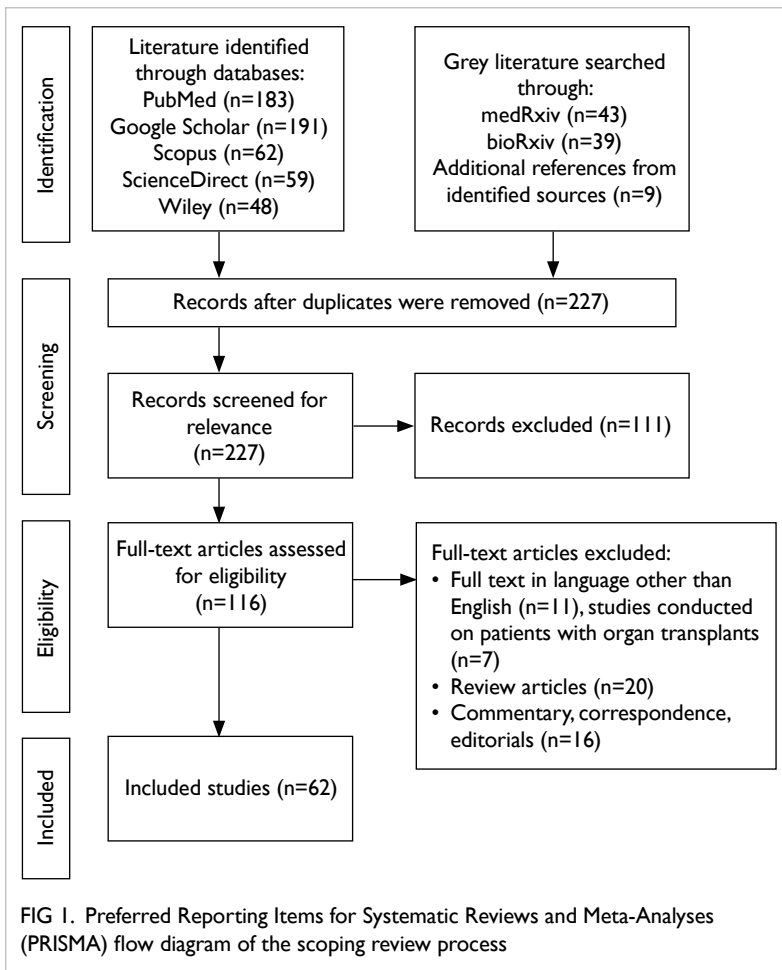 Identification
Literature identified
through databases:
PubMed (n=183)
Google Scholar (n=191)
Scopus (n=62)
ScienceDirect (n=59)
Wiley (n=48)
Grey literature searched
through:
medRxiv (n=43)
bioRxiv (n=39)
Additional references from
identified sources (n=9)
Screening
Records after duplicates were removed (n=227)
Records screened for
relevance
(n=227)
Records excluded (n=111)
Eligibility
Full-text articles assessed
for eligibility
(n=116)
Full-text articles excluded:
• Full text in language other than
English (n=11), studies conducted
on patients with organ transplants
(n=7)
• Review articles (n=20)
• Commentary, correspondence,
editorials (n=16)
Included
Included studies (n=62)
FIG 1. Preferred Reporting Items for Systematic Reviews and Meta-Analyses
(PRISMA) flow diagram of the scoping review process